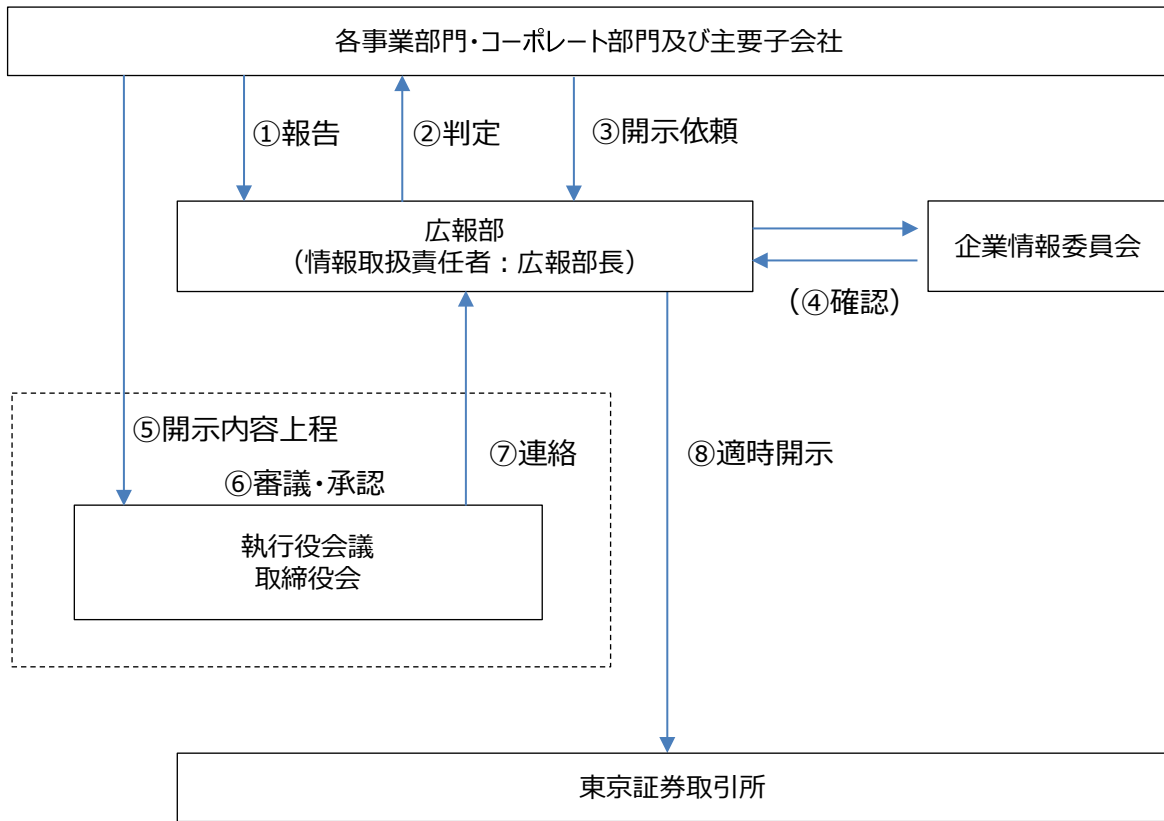 各事業部門・コーポレート部門及び主要子会社
①報告
②判定
③開示依頼
広報部
（情報取扱責任者：広報部長）
企業情報委員会
（④確認）
⑤開示内容上程
⑥審議・承認
⑦連絡
⑧適時開示
執行役会議
取締役会
東京証券取引所